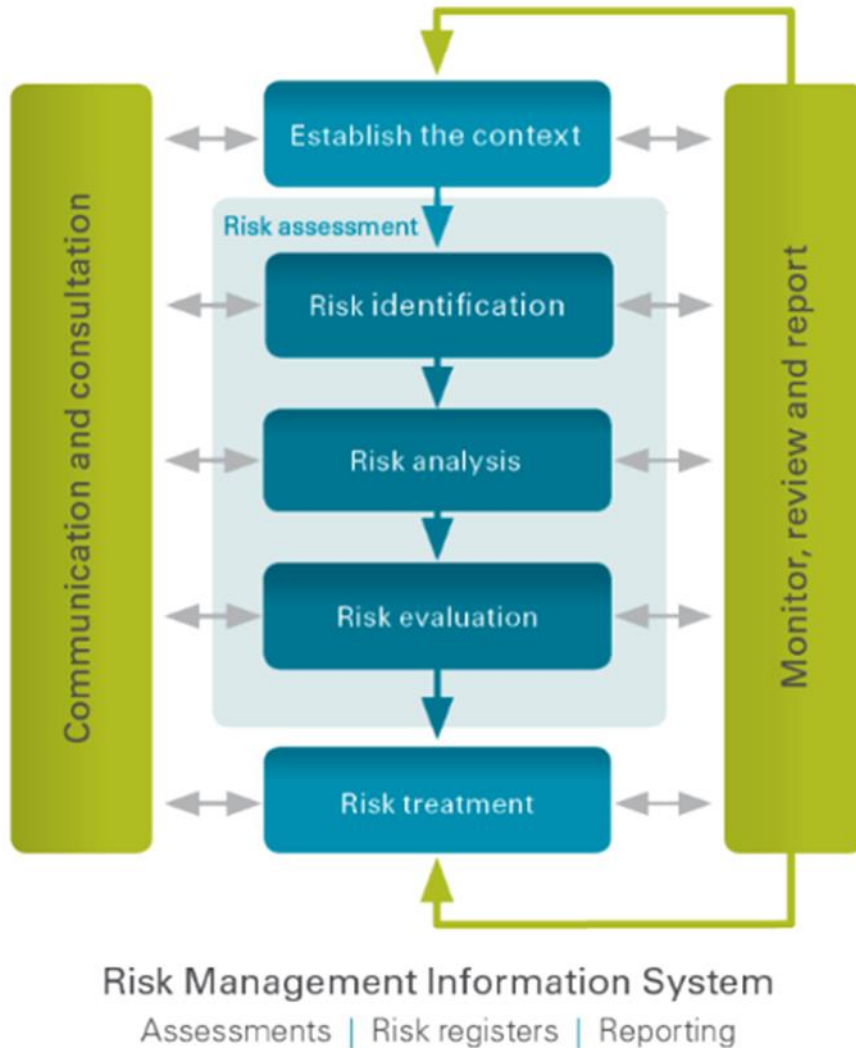 Establish the context
Risk assessment
Risk identification
Risk analysis
Risk evaluation
Risk treatment
Communication and consultation
Monitor, review and report
Risk Management Information System
Assessments | Risk registers | Reporting